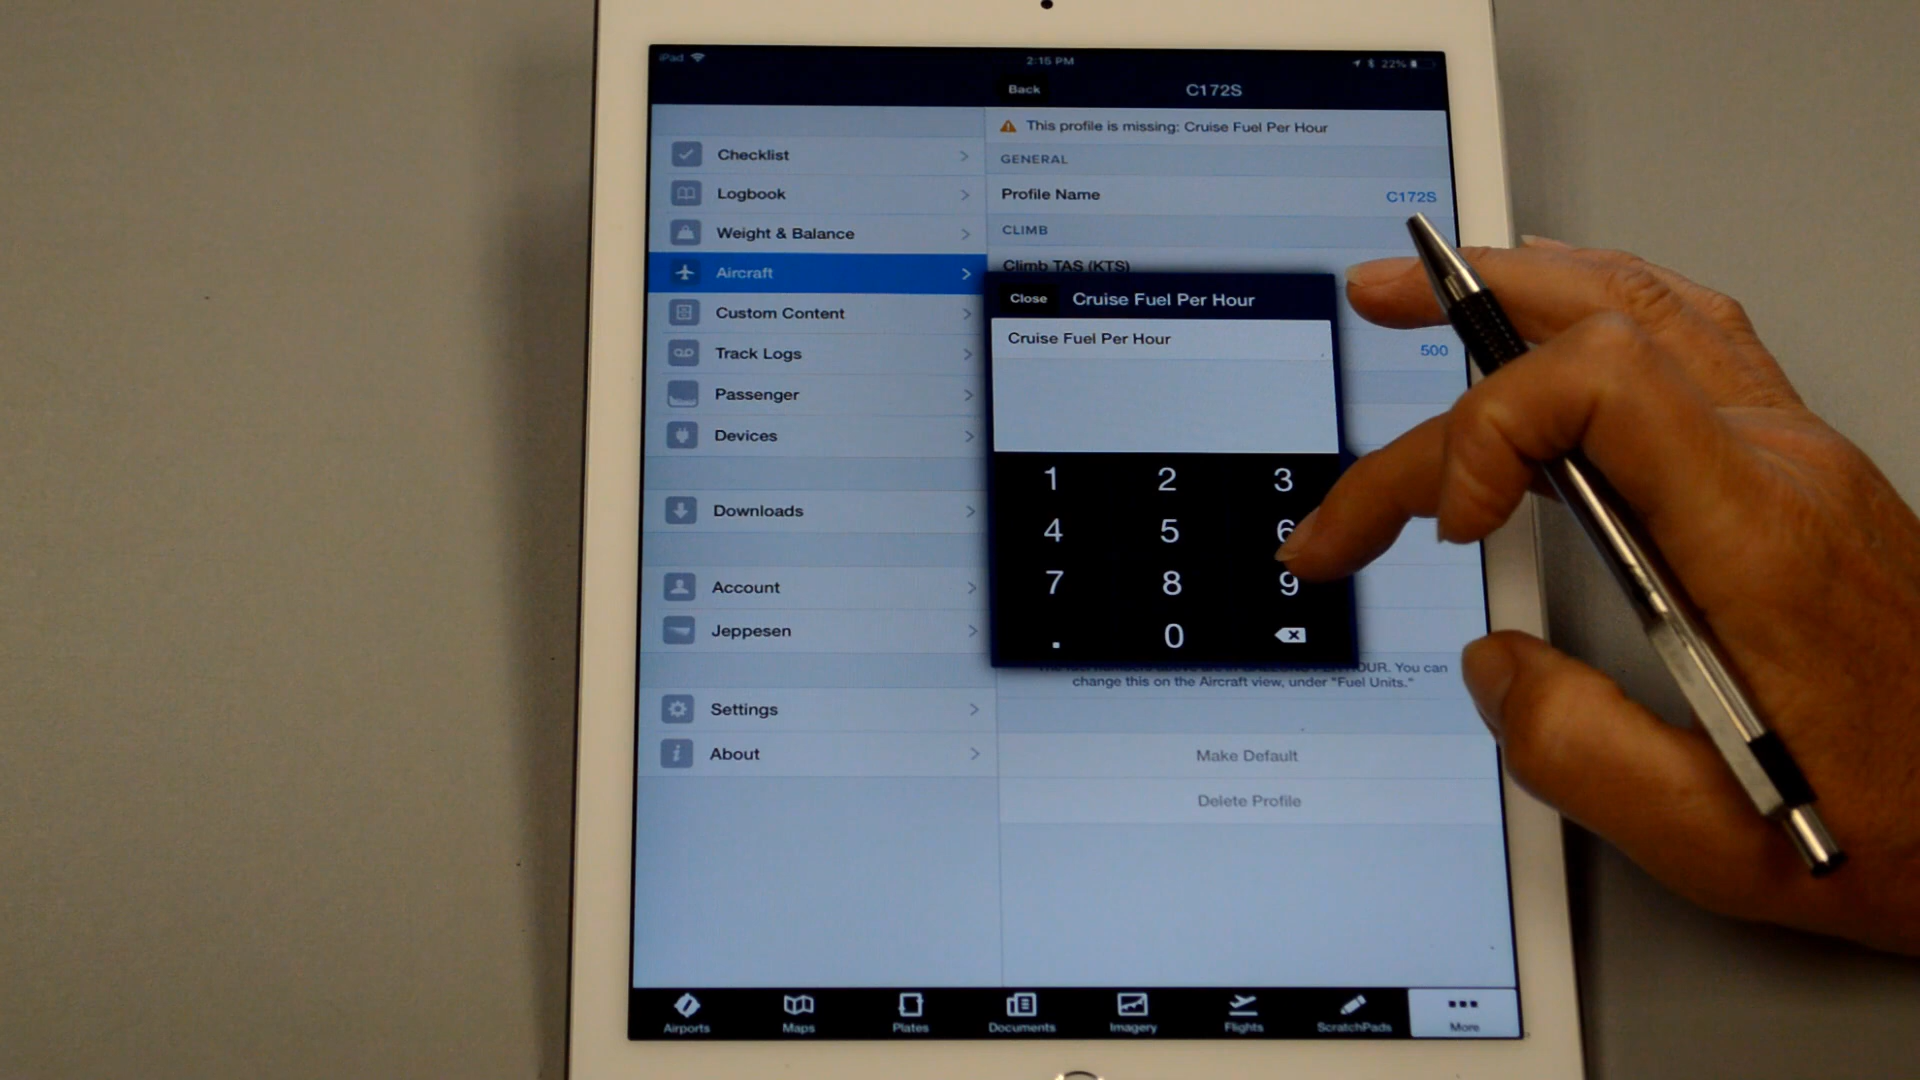 iPad
2:15 PM
22%
Back
C172S
This profile is missing: Cruise Fuel Per Hour
GENERAL
Checklist
Logbook
Profile Name
C172S
Weight & Balance
CLIMB
Aircraft
Climb TAS (KTS)
Close
Cruise Fuel Per Hour
Custom Content
Cruise Fuel Per Hour
Track Logs
500
Passenger
Devices
1 2 3
Downloads
4 5 6
Account
7 8 9
Jeppesen
. 0
OUR. You can
change this on the Aircraft view, under "Fuel Units."
Settings
About
Make Default
Delete Profile
Airports
Maps
Plates
Documents
Imagery
Flights
ScratchPads
More